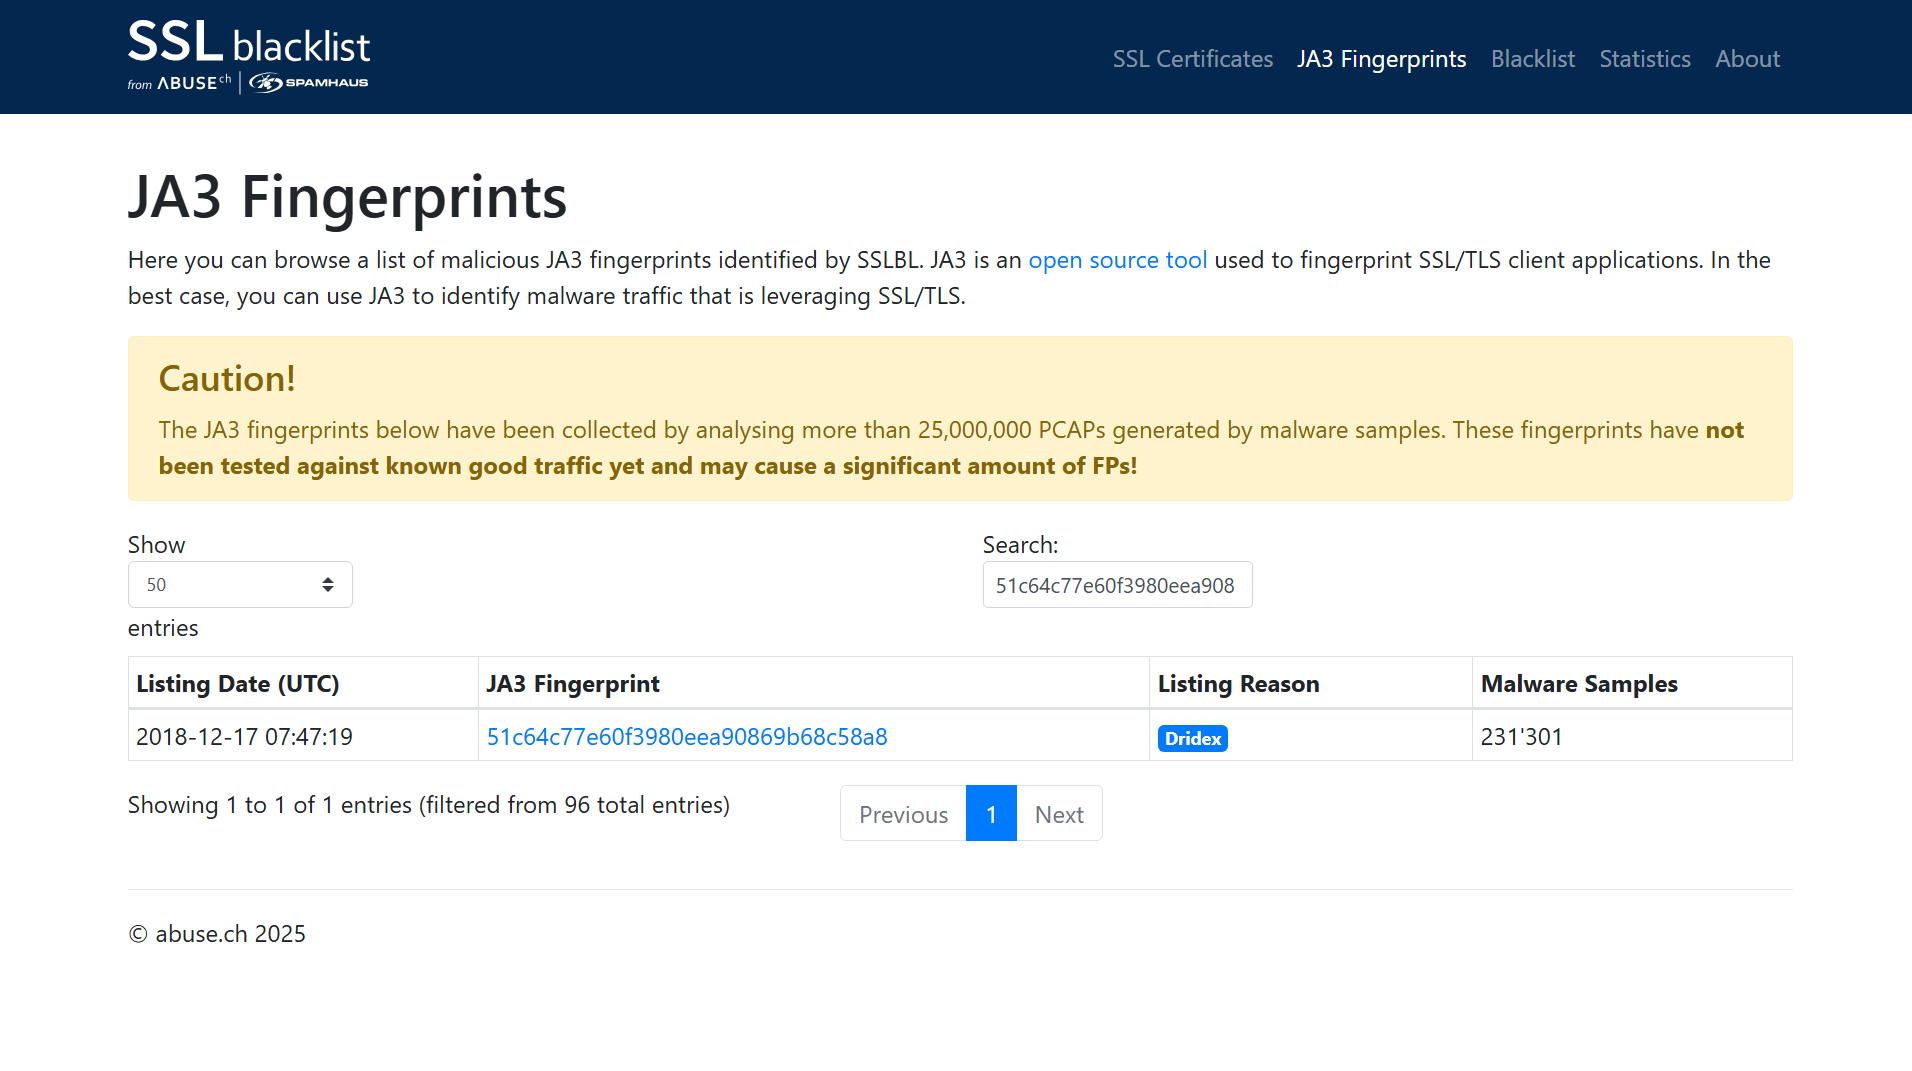 SSL blacklist
from ABUSE ch | SPAMHAUS
SSL Certificates JA3 Fingerprints Blacklist Statistics About
JA3 Fingerprints
Here you can browse a list of malicious JA3 fingerprints identified by SSLBL. JA3 is an open source tool used to fingerprint SSL/TLS client applications. In the
best case, you can use JA3 to identify malware traffic that is leveraging SSL/TLS.
Caution!
The JA3 fingerprints below have been collected by analysing more than 25,000,000 PCAPs generated by malware samples. These fingerprints have not
been tested against known good traffic yet and may cause a significant amount of FPs!
Show
50
entries
Search:
51c64c77e60f3980eea908
Listing Date (UTC) JA3 Fingerprint Listing Reason Malware Samples
2018-12-17 07:47:19 51c64c77e60f3980eea90869b68c58a8 Dridex 231'301
Showing 1 to 1 of 1 entries (filtered from 96 total entries)
Previous 1 Next
© abuse.ch 2025